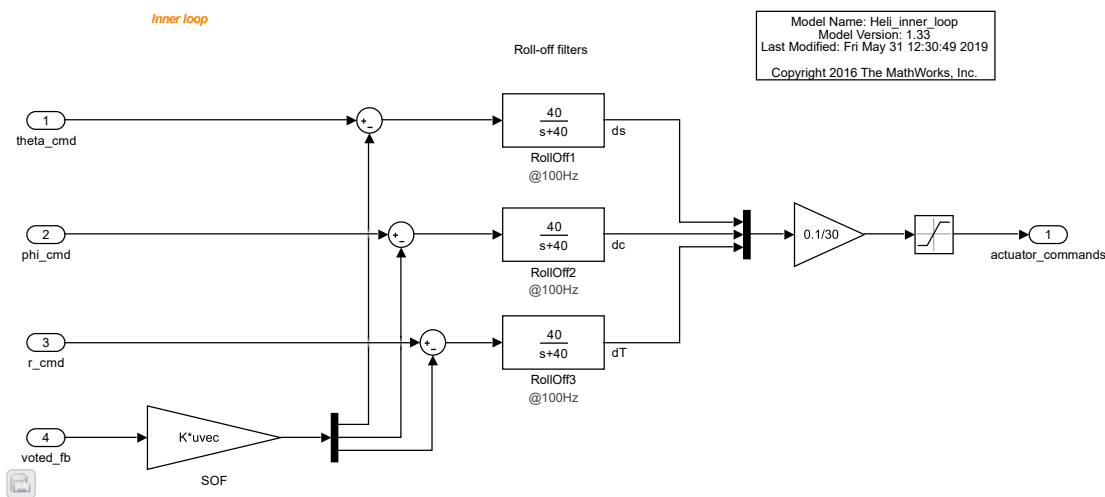 Inner loop
Model Name: Heli_inner_loop
Model Version: 1.33
Last Modified: Fri May 31 12:30:49 2019
Copyright 2016 The MathWorks, Inc.
Roll-off filters
1
theta_cmd
+
−
40
s+40
ds
RollOff1
@100Hz
2
phi_cmd
+
−
40
s+40
dc
RollOff2
@100Hz
0.1/30
1
actuator_commands
3
r_cmd
+
−
40
s+40
dT
RollOff3
@100Hz
4
voted_fb
K*uvec
SOF